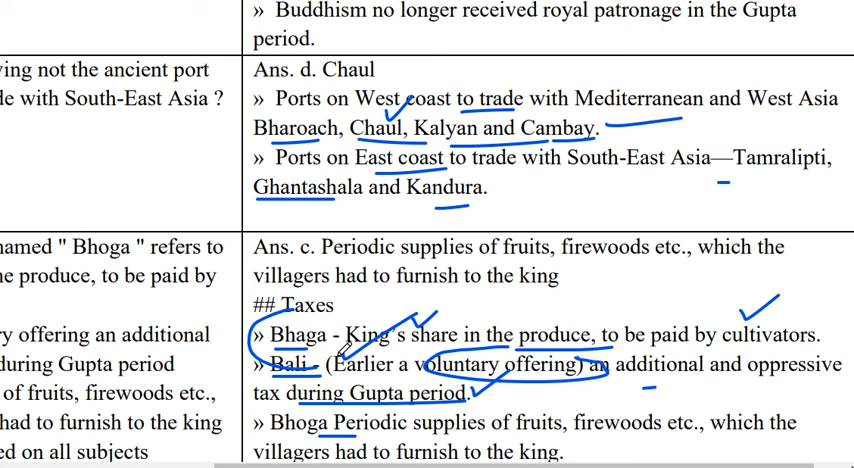 » Buddhism no longer received royal patronage in the Gupta
period.
ving not the ancient port
de with South-East Asia ?
Ans. d. Chaul
» Ports on West coast to trade with Mediterranean and West Asia
Bharoach, Chaul, Kalyan and Cambay.
» Ports on East coast to trade with South-East Asia—Tamralipti,
Ghantashala and Kandura.
named " Bhoga " refers to
he produce, to be paid by
ry offering an additional
during Gupta period
of fruits, firewoods etc.,
had to furnish to the king
ed on all subjects
Ans. c. Periodic supplies of fruits, firewoods etc., which the
villagers had to furnish to the king
## Taxes
» Bhaga - King's share in the produce, to be paid by cultivators.
» Bali - (Earlier a voluntary offering) an additional and oppressive
tax during Gupta period.
» Bhoga Periodic supplies of fruits, firewoods etc., which the
villagers had to furnish to the king.